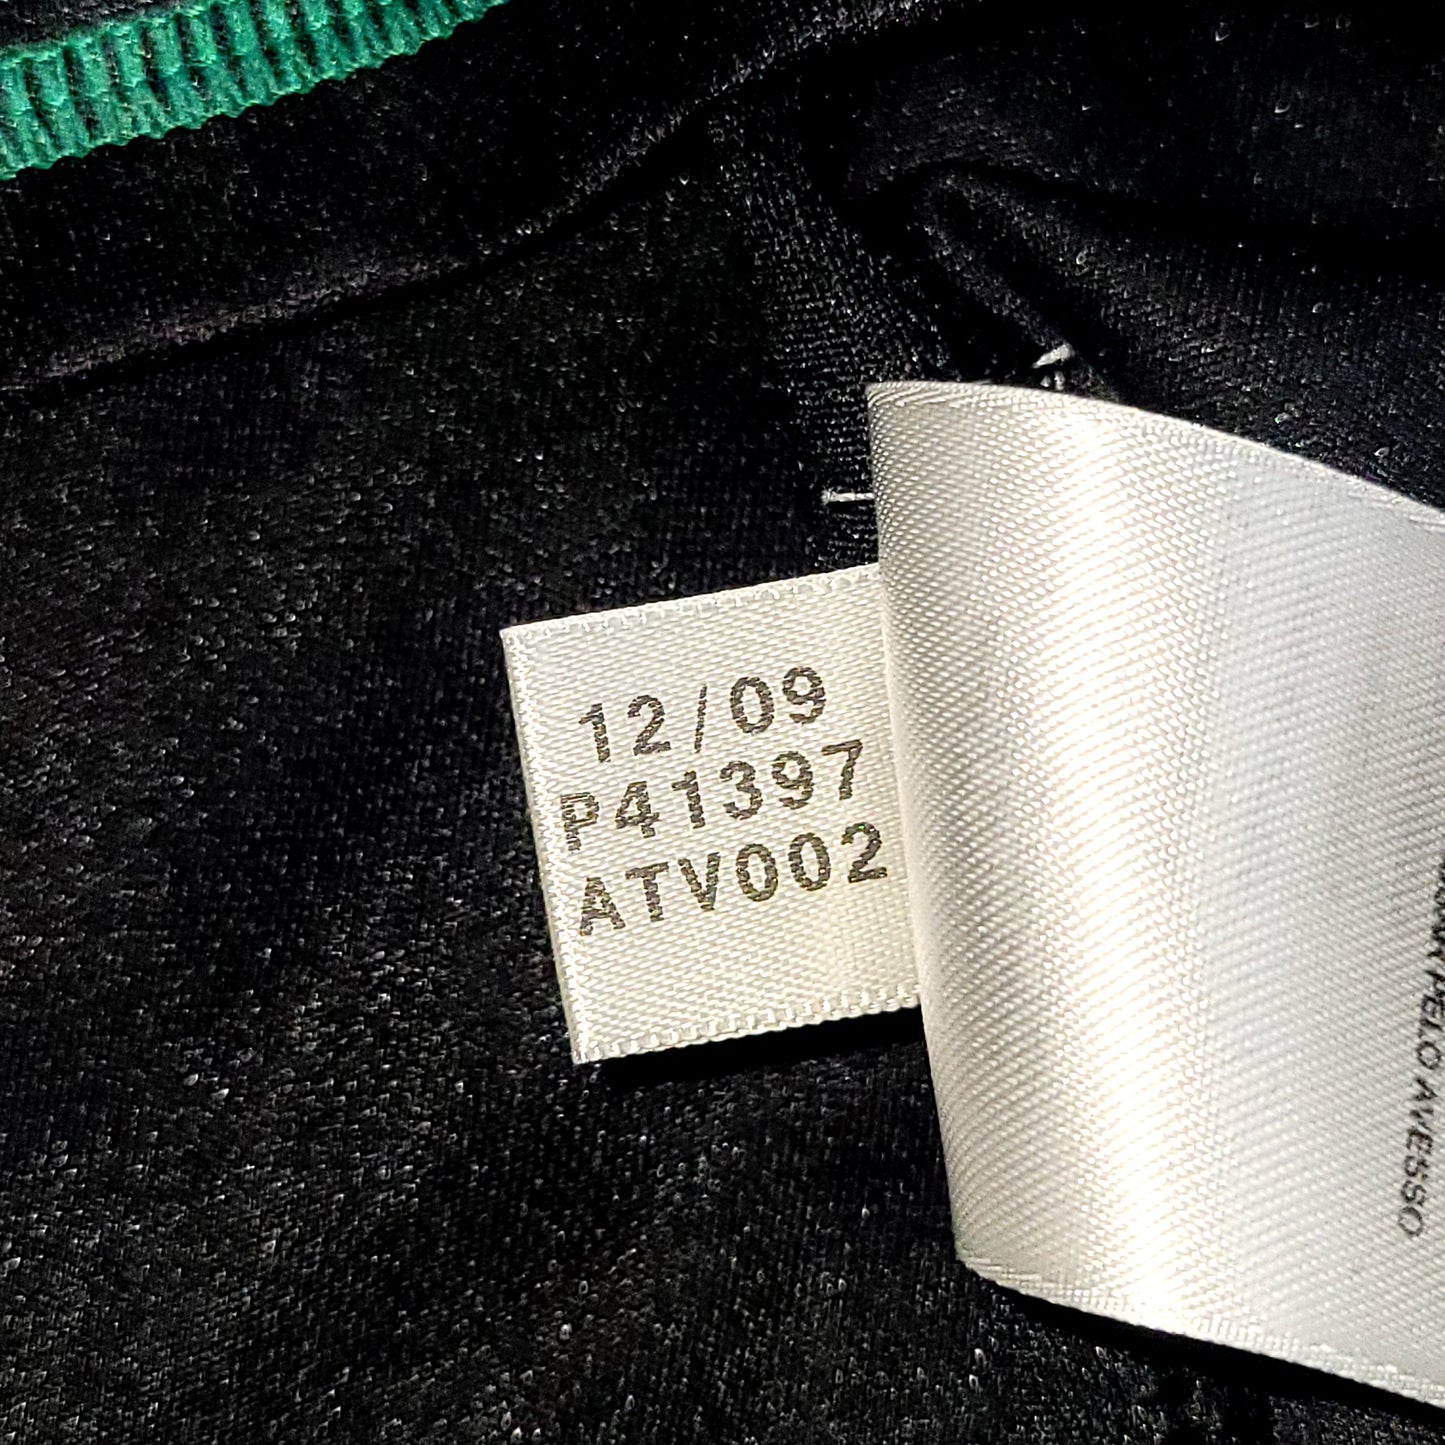 12/09
P41397
ATV002
PELO AVESSO